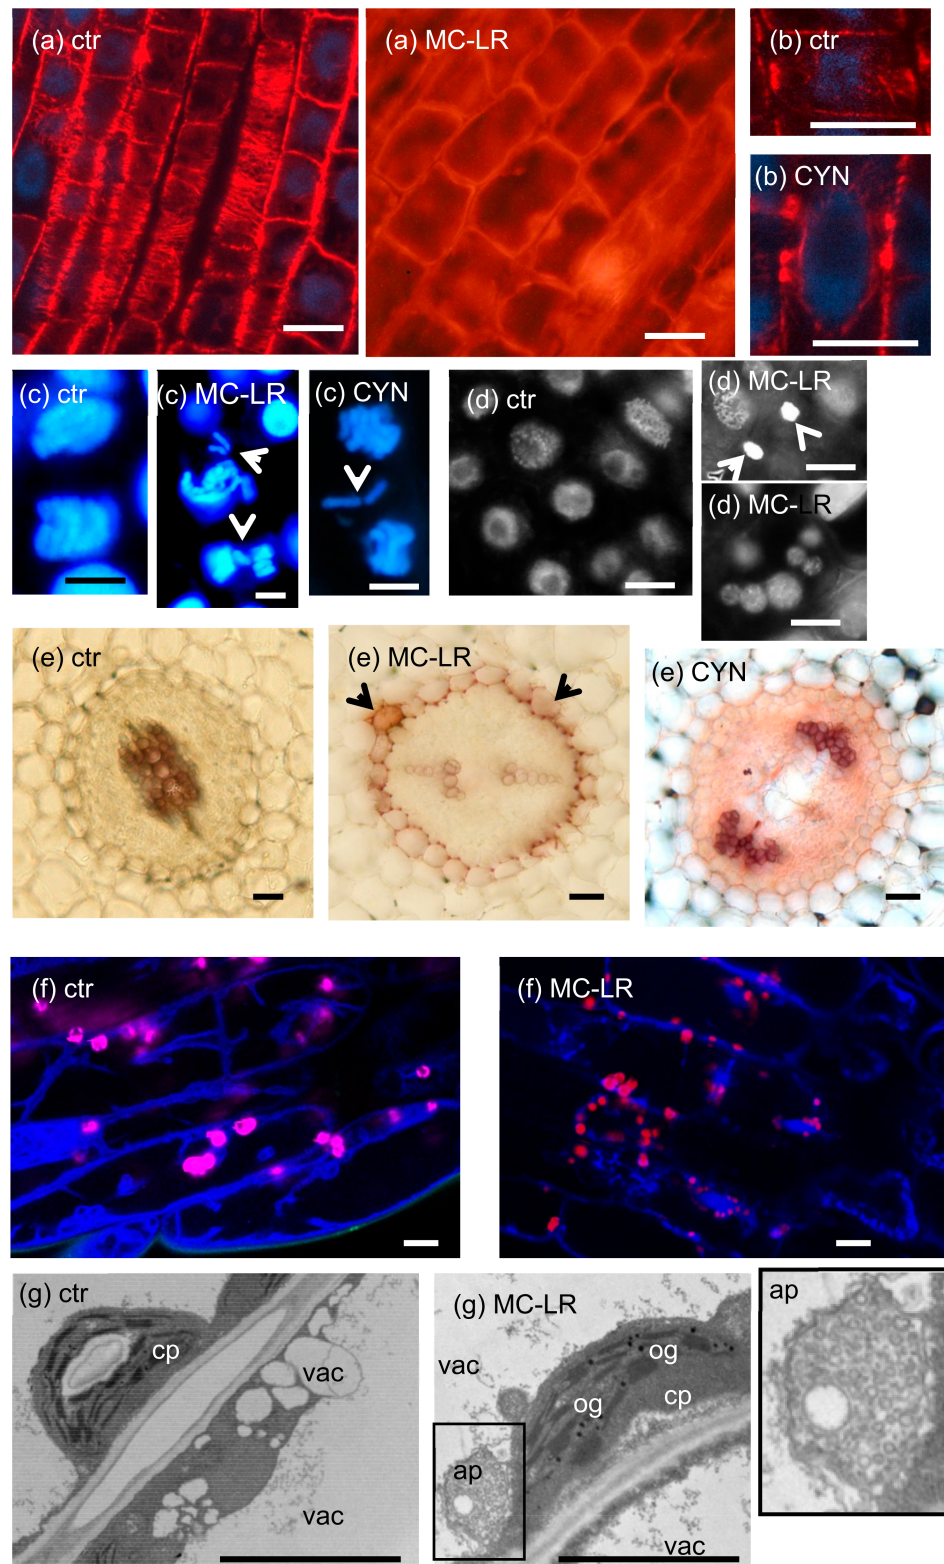 (a) ctr
(a) MC-LR
(b) ctr
(b) CYN
(c) ctr
(c) MC-LR
(c) CYN
(d) ctr
(d) MC-LR
(d) MC-LR
(e) ctr
(e) MC-LR
(e) CYN
(f) ctr
(f) MC-LR
(g) ctr
cp
vac
vac
(g) MC-LR
vac
og
og
cp
ap
vac
ap